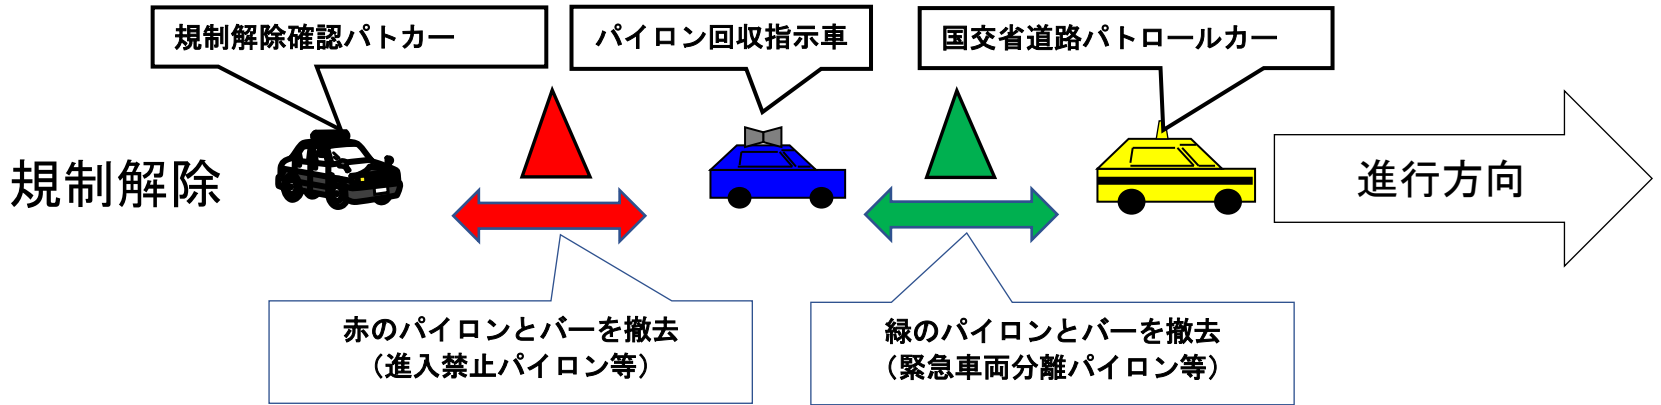 規制解除確認パトカー
パイロン回収指示車
国交省道路パトロールカー
規制解除
進行方向
赤のパイロンとバーを撤去
（進入禁止パイロン等）
緑のパイロンとバーを撤去
（緊急車両分離パイロン等）